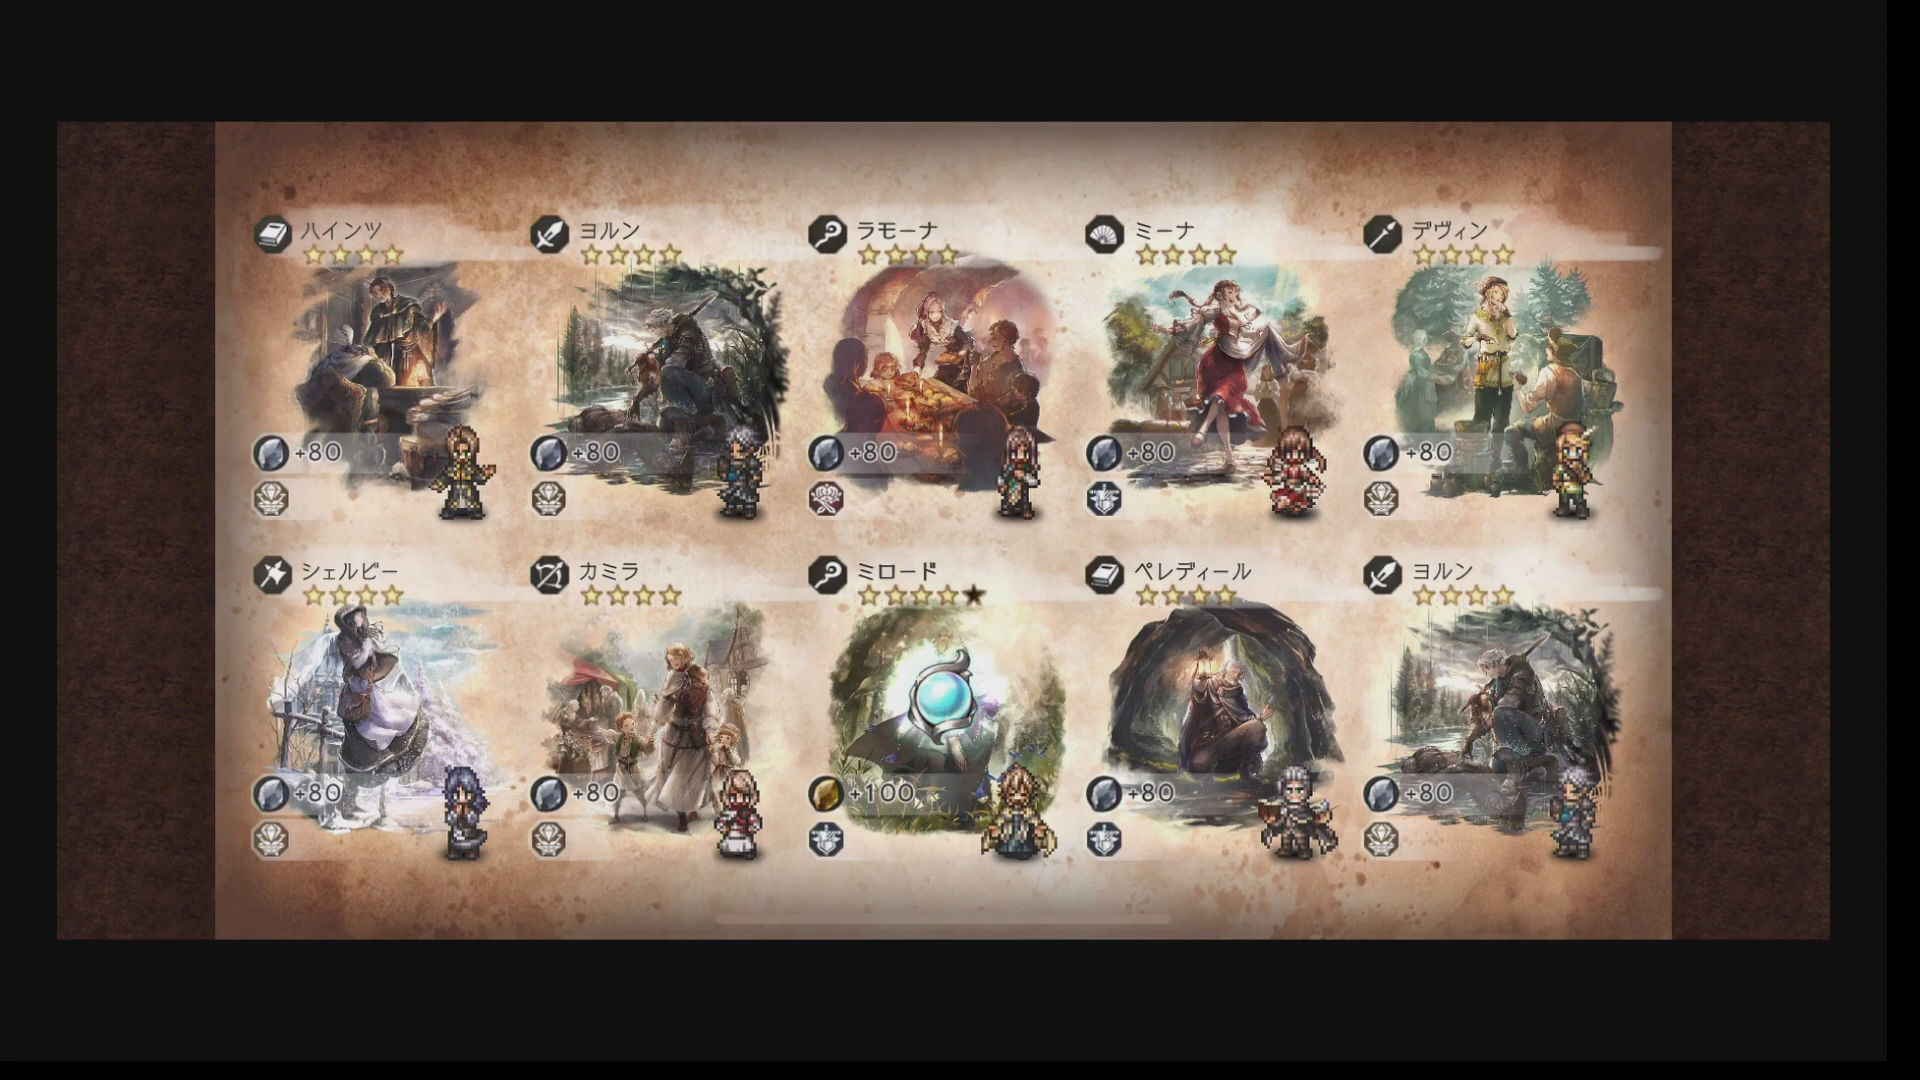 ハインツ
ヨルン
ラモーナ
ミーナ
デヴィン
+80
+80
+80
+80
+80
シェルビー
カミラ
ミロード
ペレディール
ヨルン
+80
+80
+100
+80
+80